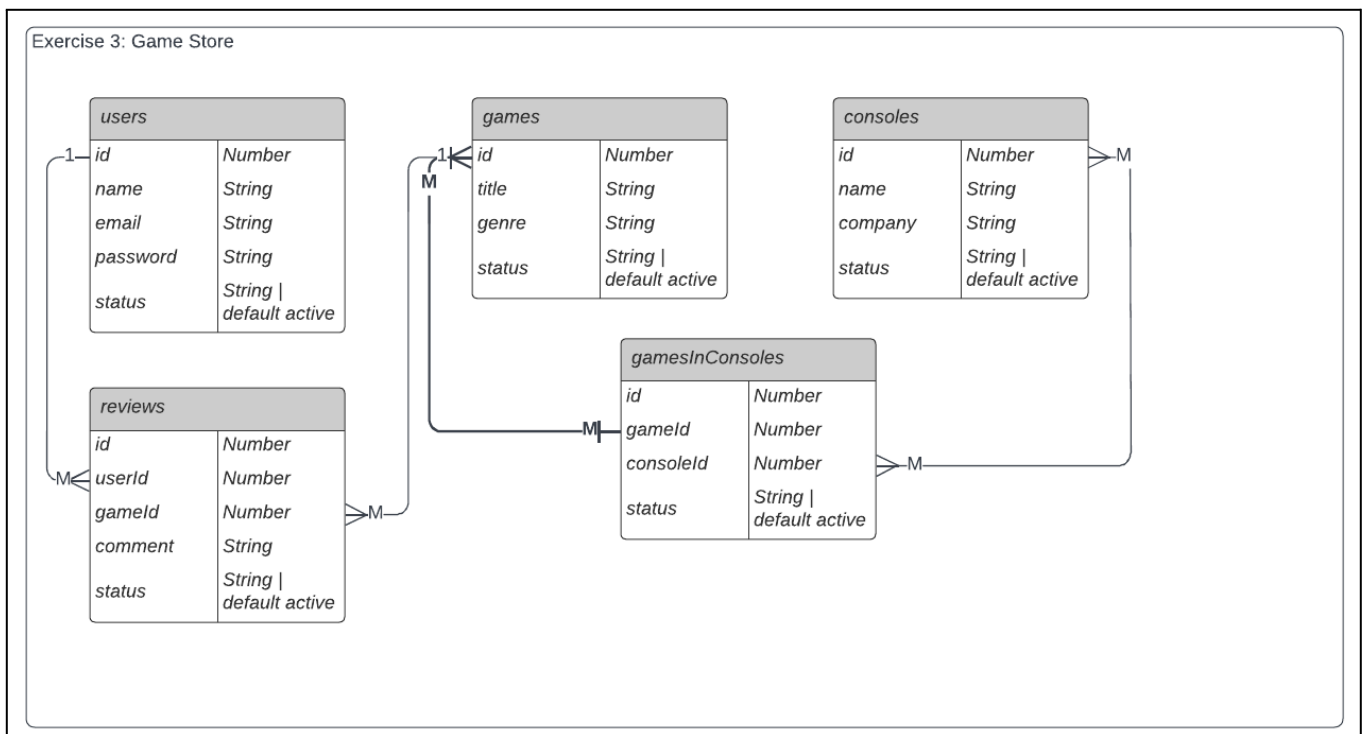 Exercise 3: Game Store
users
id Number
name String
email String
password String
status String |
default active
games
id Number
title String
genre String
status String |
default active
consoles
id Number
name String
company String
status String |
default active
reviews
id Number
userId Number
gameId Number
comment String
status String |
default active
gamesInConsoles
id Number
gameId Number
consoleId Number
status String |
default active
1
M
1
M
M
M
M
M